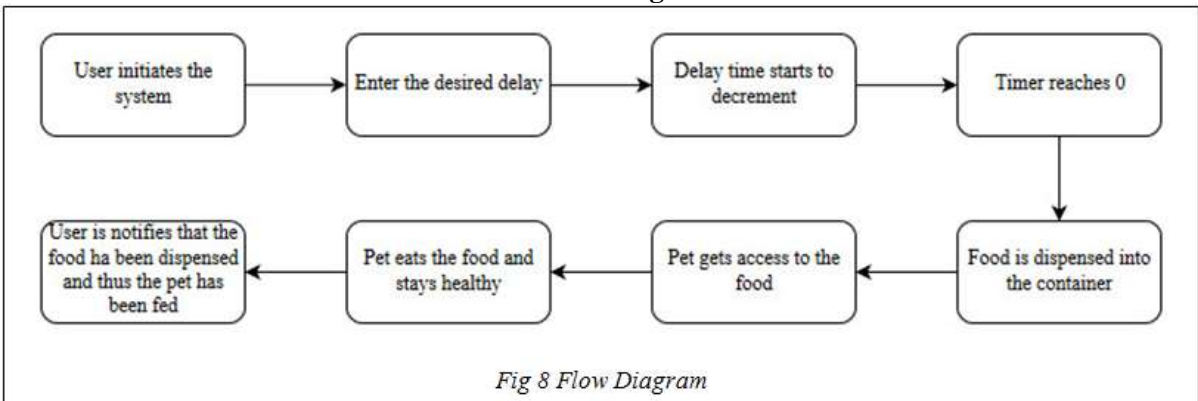 User initiates the
system
Enter the desired delay
Delay time starts to
decrement
Timer reaches 0
Food is dispensed into
the container
Pet gets access to the
food
Pet eats the food and
stays healthy
User is notifies that the
food ha been dispensed
and thus the pet has
been fed
Fig 8 Flow Diagram